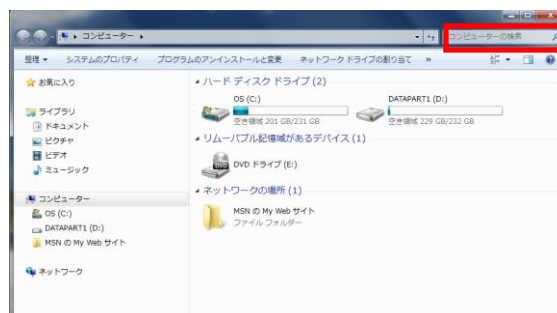 コンピューター
コンピューターの検索
整理 システムのプロパティ プログラムのアンインストールと変更 ネットワーク ドライブの割り当て »
お気に入り
ライブラリ
ドキュメント
ピクチャ
ビデオ
ミュージック
コンピューター
OS (C:)
DATAPART1 (D:)
MSN の My Web サイト
ネットワーク
ハード ディスク ドライブ (2)
OS (C:)
空き領域 201 GB/231 GB
DATAPART1 (D:)
空き領域 229 GB/232 GB
リムーバブル記憶域があるデバイス (1)
DVD ドライブ (E:)
ネットワークの場所 (1)
MSN の My Web サイト
ファイル フォルダー